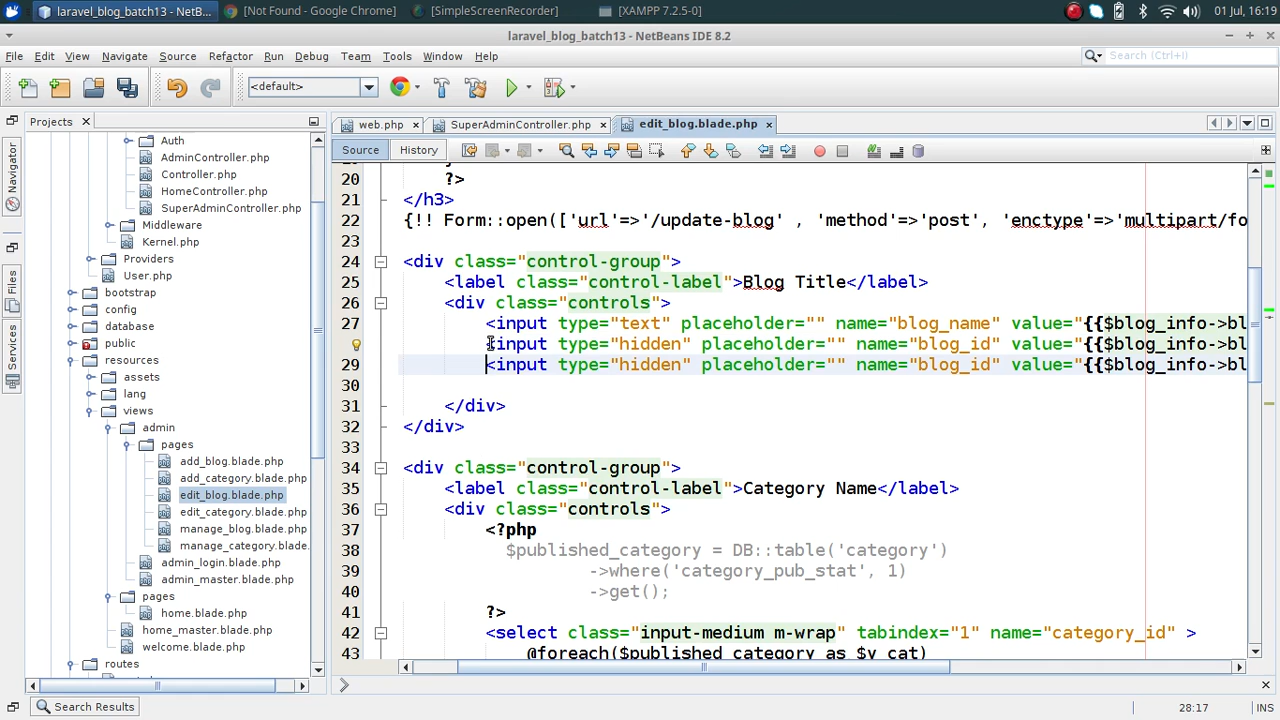 laravel_blog_batch13 - NetB... [Not Found - Google Chrome] [SimpleScreenRecorder] [XAMPP 7.2.5-0] 01 Jul, 16:19
laravel_blog_batch13 - NetBeans IDE 8.2
File Edit View Navigate Source Refactor Run Debug Team Tools Window Help Search (Ctrl+I)
<default>
Projects web.php SuperAdminController.php edit_blog.blade.php
Source History
Navigator
Files
Services
Auth
AdminController.php
Controller.php
HomeController.php
SuperAdminController.php
Middleware
Kernel.php
Providers
User.php
bootstrap
config
database
public
resources
assets
lang
views
admin
pages
add_blog.blade.php
add_category.blade.php
edit_blog.blade.php
edit_category.blade.php
manage_blog.blade.php
manage_category.blade.
admin_login.blade.php
admin_master.blade.php
pages
home.blade.php
home_master.blade.php
welcome.blade.php
routes
20 ?>
21 </h3>
22 {!! Form::open(['url'=>'/update-blog' , 'method'=>'post', 'enctype'=>'multipart/fo
23
24 <div class="control-group">
25 <label class="control-label">Blog Title</label>
26 <div class="controls">
27 <input type="text" placeholder="" name="blog_name" value="{{$blog_info->bl
<input type="hidden" placeholder="" name="blog_id" value="{{$blog_info->bl
29 <input type="hidden" placeholder="" name="blog_id" value="{{$blog_info->bl
30
31 </div>
32 </div>
33
34 <div class="control-group">
35 <label class="control-label">Category Name</label>
36 <div class="controls">
37 <?php
38 $published_category = DB::table('category')
39 ->where('category_pub_stat', 1)
40 ->get();
41 ?>
42 <select class="input-medium m-wrap" tabindex="1" name="category_id" >
43 @foreach($published_category as $v_cat)
Search Results 28:17 INS